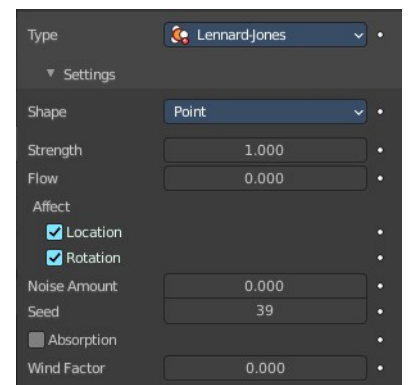 Type Lennard-Jones
Settings
Shape Point
Strength 1.000
Flow 0.000
Affect
Location
Rotation
Noise Amount 0.000
Seed 39
Absorption
Wind Factor 0.000